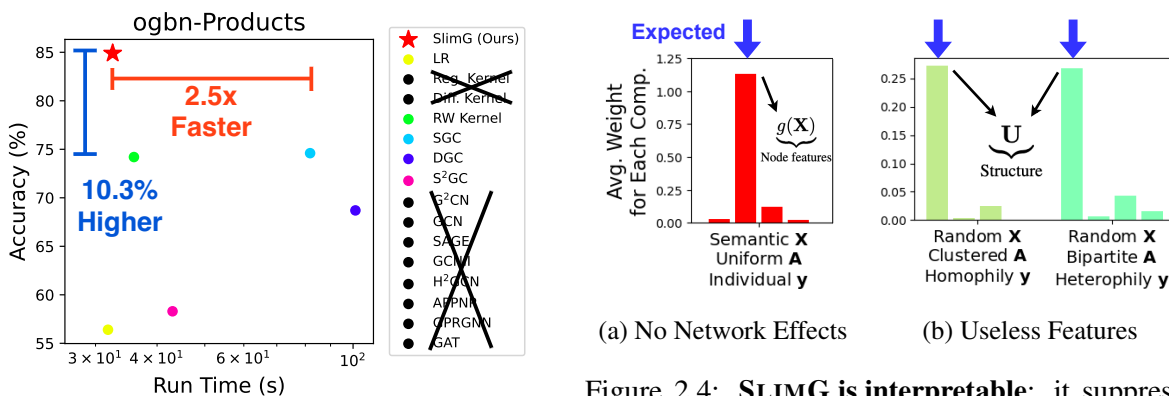 ogbn-Products
85
80
75
70
65
60
55
Accuracy (%)
2.5x
Faster
10.3%
Higher
3 × 10¹
4 × 10¹
6 × 10¹
10²
Run Time (s)
SlimG (Ours)
LR
Reg. Kernel
Diff. Kernel
RW Kernel
SGC
DGC
S²GC
G²CN
GCN
SAGE
GCNII
H²GCN
APPNP
GPRGNN
GAT
Expected
1.25
1.00
0.75
0.50
0.25
0.00
Avg. Weight
for Each Comp.
g(X)
Node features
Semantic X
Uniform A
Individual y
(a) No Network Effects
0.25
0.20
0.15
0.10
0.05
0.00
U
Structure
Random X
Clustered A
Homophily y
Random X
Bipartite A
Heterophily y
(b) Useless Features
Figure 2.4: SLIMG is interpretable: it suppres